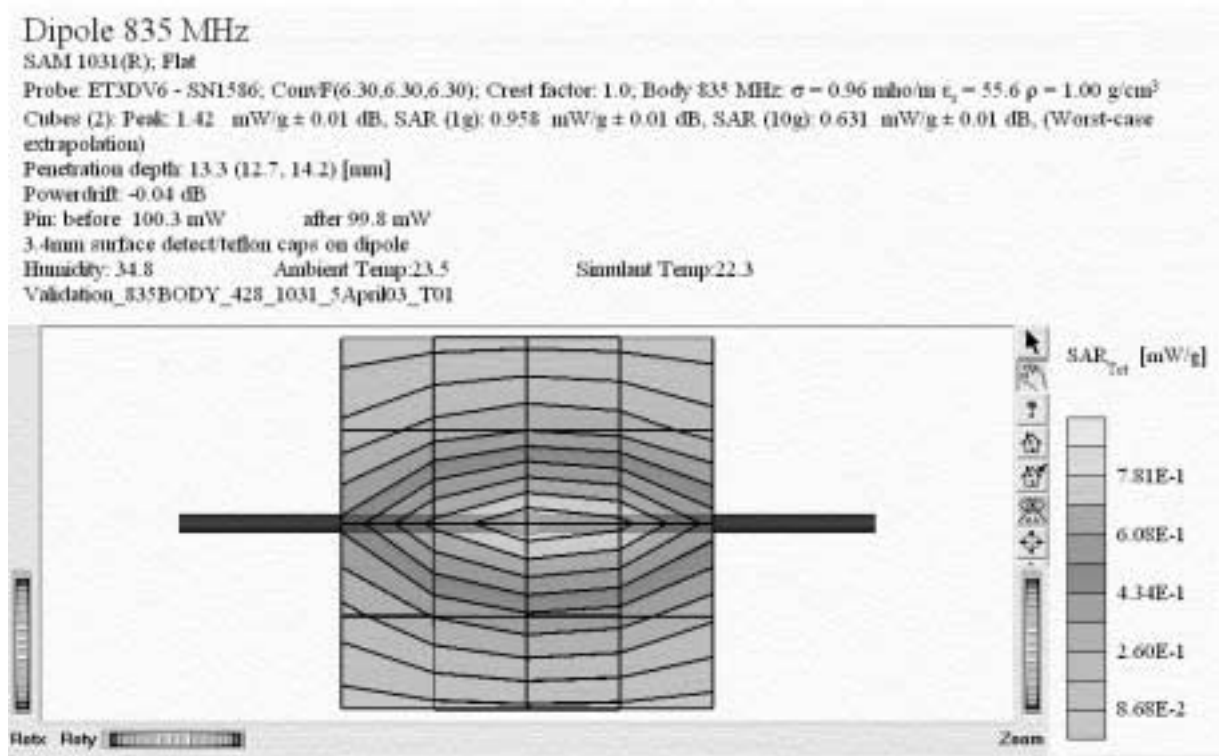 Dipole 835 MHz
SAM 1031(R); Flat
Probe: ET3DV6 - SN1586; ConvF(6.30,6.30,6.30); Crest factor: 1.0; Body 835 MHz: σ = 0.96 mho/m εr = 55.6 ρ = 1.00 g/cm³
Cubes (2): Peak: 1.42 mW/g ± 0.01 dB, SAR (1g): 0.958 mW/g ± 0.01 dB, SAR (10g): 0.631 mW/g ± 0.01 dB, (Worst-case
extrapolation)
Penetration depth: 13.3 (12.7, 14.2) [mm]
Powerdrift: -0.04 dB
Pin: before 100.3 mW after 99.8 mW
3.4mm surface detect/teflon caps on dipole
Humidity: 34.8 Ambient Temp:23.5 Simulant Temp:22.3
Validation_835BODY_428_1031_5April03_T01
SARTot [mW/g]
7.81E-1
6.08E-1
4.34E-1
2.60E-1
8.68E-2
Rotx Roty Zoom